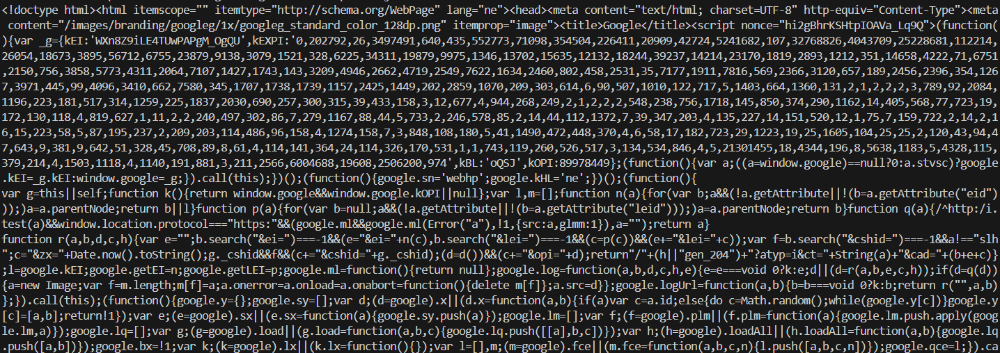 <!doctype html><html itemscope="" itemtype="http://schema.org/WebPage" lang="ne"><head><meta content="text/html; charset=UTF-8" http-equiv="Content-Type"><meta
content="/images/branding/googleg/1x/googleg_standard_color_128dp.png" itemprop="image"><title>Google</title><script nonce="hi2gBhrKSHtpIOAVa_Lq9Q">(function(
){var _g={kEI:'WXn8Z9iLE4TUwPAPgM_OgQU',kEXPI:'0,202792,26,3497491,640,435,552773,71098,354504,226411,20909,42724,5241682,107,32768826,4043709,25228681,112214,
26054,18673,3895,56712,6755,23879,9138,3079,1521,328,6225,34311,19879,9975,1346,13702,15635,12132,18244,39237,14214,23170,1819,2893,1212,351,14658,4222,71,6751
,2150,756,3858,5773,4311,2064,7107,1427,1743,143,3209,4946,2662,4719,2549,7622,1634,2460,802,458,2531,35,7177,1911,7816,569,2366,3120,657,189,2456,2396,354,126
7,3971,445,99,4096,3410,662,7580,345,1707,1738,1739,1157,2425,1449,202,2859,1070,209,303,614,6,90,507,1010,122,717,5,1403,664,1360,131,2,1,2,2,2,3,789,92,2084,
1196,223,181,517,314,1259,225,1837,2030,690,257,300,315,39,433,158,3,12,677,4,944,268,249,2,1,2,2,2,548,238,756,1718,145,850,374,290,1162,14,405,568,77,723,19,
172,130,118,4,819,627,1,11,2,2,240,497,302,86,7,279,1167,88,44,5,733,2,246,578,85,2,14,44,112,1372,7,39,347,203,4,135,227,14,151,520,12,1,75,7,159,722,2,14,2,1
6,15,223,58,5,87,195,237,2,209,203,114,486,96,158,4,1274,158,7,3,848,108,180,5,41,1490,472,448,370,4,6,58,17,182,723,29,1223,19,25,1605,104,25,25,2,120,43,94,4
7,643,9,381,9,642,51,328,45,708,89,8,61,4,114,141,364,24,114,326,170,531,1,1,743,119,260,526,517,3,134,534,846,4,5,21301455,18,4344,196,8,5638,1183,5,4328,115,
379,214,4,1503,1118,4,1140,191,881,3,211,2566,6004688,19608,2506200,974',kBL:'oQSJ',kOPI:89978449};(function(){var a;((a=window.google)==null?0:a.stvsc)?google
.kEI=_g.kEI:window.google=_g;}).call(this);})();(function(){google.sn='webhp';google.kHL='ne';})();(function(){
var g=this||self;function k(){return window.google&&window.google.kOPI||null};var l,m=[];function n(a){for(var b;a&&(!a.getAttribute||!(b=a.getAttribute("eid")
));)a=a.parentNode;return b||l}function p(a){for(var b=null;a&&(!a.getAttribute||!(b=a.getAttribute("leid")));)a=a.parentNode;return b}function q(a){/^http:/i.
test(a)&&window.location.protocol==="https:"&&(google.ml&&google.ml(Error("a"),!1,{src:a,glmm:1}),a="");return a}
function r(a,b,d,c,h){var e="";b.search("&ei=")===-1&&(e="&ei="+n(c),b.search("&lei=")===-1&&(c=p(c))&&(e+="&lei="+c));var f=b.search("&cshid=")===-1&&a!=="slh
";c="&zx="+Date.now().toString();g._cshid&&f&&(c+="&cshid="+g._cshid);(d=d())&&(c+="&opi="+d);return"/"+(h||"gen_204")+"?atyp=i&ct="+String(a)+"&cad="+(b+e+c)}
;l=google.kEI;google.getEI=n;google.getLEI=p;google.ml=function(){return null};google.log=function(a,b,d,c,h,e){e=e===void 0?k:e;d||(d=r(a,b,e,c,h));if(d=q(d))
{a=new Image;var f=m.length;m[f]=a;a.onerror=a.onload=a.onabort=function(){delete m[f]};a.src=d}};google.logUrl=function(a,b){b=b===void 0?k:b;return r("",a,b)
};}).call(this);(function(){google.y={};google.sy=[];var d;(d=google).x||(d.x=function(a,b){if(a)var c=a.id;else{do c=Math.random();while(google.y[c])}google.y
[c]=[a,b];return!1});var e;(e=google).sx||(e.sx=function(a){google.sy.push(a)});google.lm=[];var f;(f=google).plm||(f.plm=function(a){google.lm.push.apply(goog
le.lm,a)});google.lq=[];var g;(g=google).load||(g.load=function(a,b,c){google.lq.push([[a],b,c])});var h;(h=google).loadAll||(h.loadAll=function(a,b){google.lq
.push([a,b])});google.bx=!1;var k;(k=google).lx||(k.lx=function(){});var l=[],m;(m=google).fce||(m.fce=function(a,b,c,n){l.push([a,b,c,n])});google.qce=l;}).ca